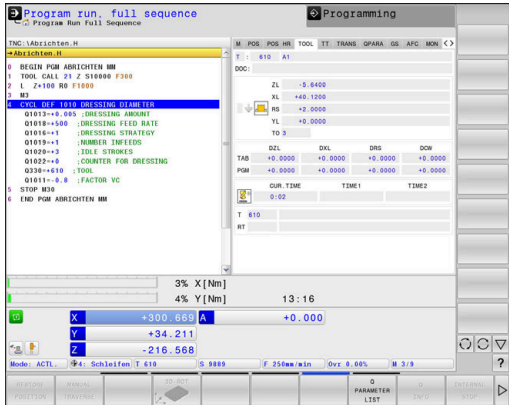 Program run, full sequence
Program Run Full Sequence
Programming
TNC:\Abrichten.H
→Abrichten.H
0 BEGIN PGM ABRICHTEN MM
1 TOOL CALL 21 Z S10000 F300
2 L Z+100 R0 F1000
3 M3
4 CYCL DEF 1010 DRESSING DIAMETER
Q1013=+0.005 ;DRESSING AMOUNT
Q1018=+500 ;DRESSING FEED RATE
Q1016=+1 ;DRESSING STRATEGY
Q1019=+1 ;NUMBER INFEEDS
Q1020=+3 ;IDLE STROKES
Q1022=+0 ;COUNTER FOR DRESSING
Q330=+610 ;TOOL
Q1011=-0.8 ;FACTOR VC
5 STOP M30
6 END PGM ABRICHTEN MM
M POS POS HR TOOL TT TRANS QPARA GS AFC MON
T : 610 A1
DOC:
ZL -5.6400
XL +40.1200
RS +2.0000
YL +0.0000
TO 3
DZL DXL DRS DCW
TAB +0.0000 +0.0000 +0.0000 +0.0000
PGM +0.0000 +0.0000 +0.0000 +0.0000
CUR.TIME TIME1 TIME2
0:02
T 610
RT
3% X[Nm]
4% Y[Nm] 13:16
X +300.669 A +0.000
Y +34.211
Z -216.568
Mode: ACTL. 4: Schleifen T 610 S 9889 F 250mm/min Ovr 0.00% M 3/9
RESTORE POSITION
MANUAL TRAVERSE
3D-ROT
Q PARAMETER LIST
Q INFO
INTERNAL STOP
?